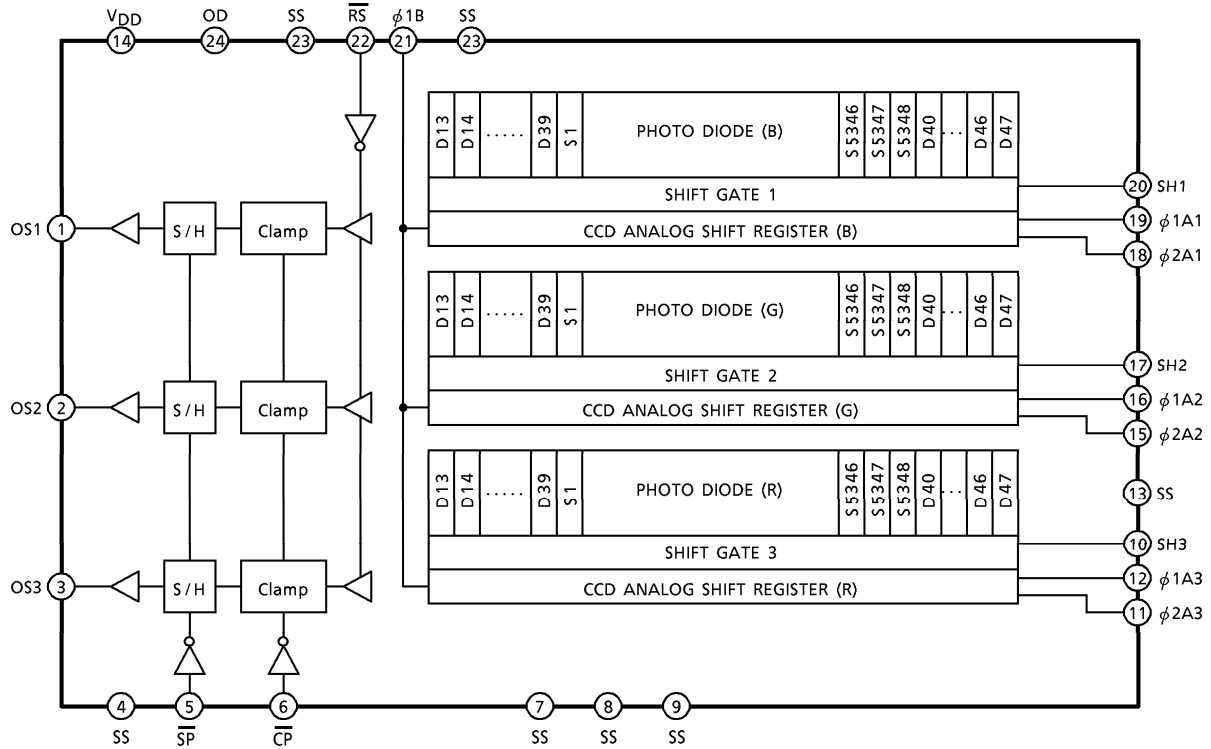 VDD OD SS RS φ1B SS
14 24 23 22 21 23
D13 D14 ..... D39 S1 PHOTO DIODE (B) S5346 S5347 S5348 D40 ... D46 D47
SHIFT GATE 1
20 SH1
19 φ1A1
OS1 1 S/H Clamp CCD ANALOG SHIFT REGISTER (B)
18 φ2A1
D13 D14 ..... D39 S1 PHOTO DIODE (G) S5346 S5347 S5348 D40 ... D46 D47
SHIFT GATE 2
17 SH2
16 φ1A2
OS2 2 S/H Clamp CCD ANALOG SHIFT REGISTER (G)
15 φ2A2
D13 D14 ..... D39 S1 PHOTO DIODE (R) S5346 S5347 S5348 D40 ... D46 D47
13 SS
SHIFT GATE 3
10 SH3
12 φ1A3
OS3 3 S/H Clamp CCD ANALOG SHIFT REGISTER (R)
11 φ2A3
4 5 6 7 8 9
SS SP CP SS SS SS